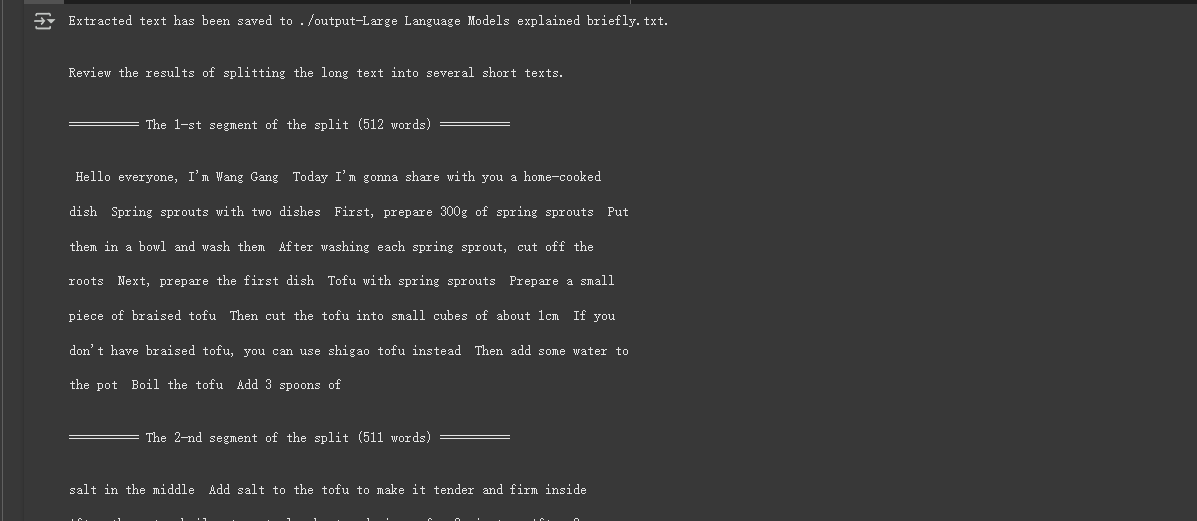 Extracted text has been saved to ./output-Large Language Models explained briefly.txt.
Review the results of splitting the long text into several short texts.
══════════ The 1-st segment of the split (512 words) ══════════
Hello everyone, I'm Wang Gang  Today I'm gonna share with you a home-cooked
dish  Spring sprouts with two dishes  First, prepare 300g of spring sprouts  Put
them in a bowl and wash them  After washing each spring sprout, cut off the
roots  Next, prepare the first dish  Tofu with spring sprouts  Prepare a small
piece of braised tofu  Then cut the tofu into small cubes of about 1cm  If you
don't have braised tofu, you can use shigao tofu instead  Then add some water to
the pot  Boil the tofu  Add 3 spoons of
══════════ The 2-nd segment of the split (511 words) ══════════
salt in the middle  Add salt to the tofu to make it tender and firm inside